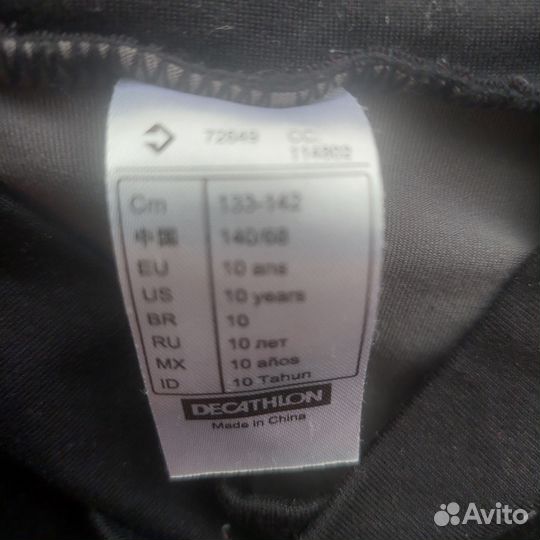 72849 CC:
114802
Cm 133-142
中国 140/68
EU 10 ans
US 10 years
BR 10
RU 10 лет
MX 10 años
ID 10 Tahun
DECATHLON
Made in China
Avito